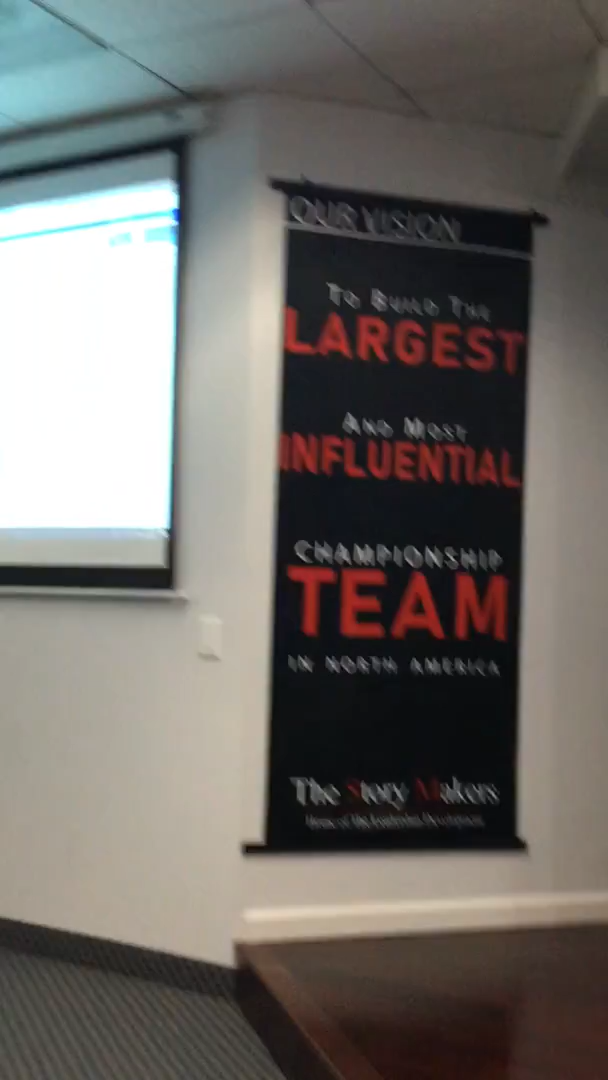 OUR VISION
To Build The
LARGEST
And Most
INFLUENTIAL
CHAMPIONSHIP
TEAM
IN NORTH AMERICA
The Story Makers